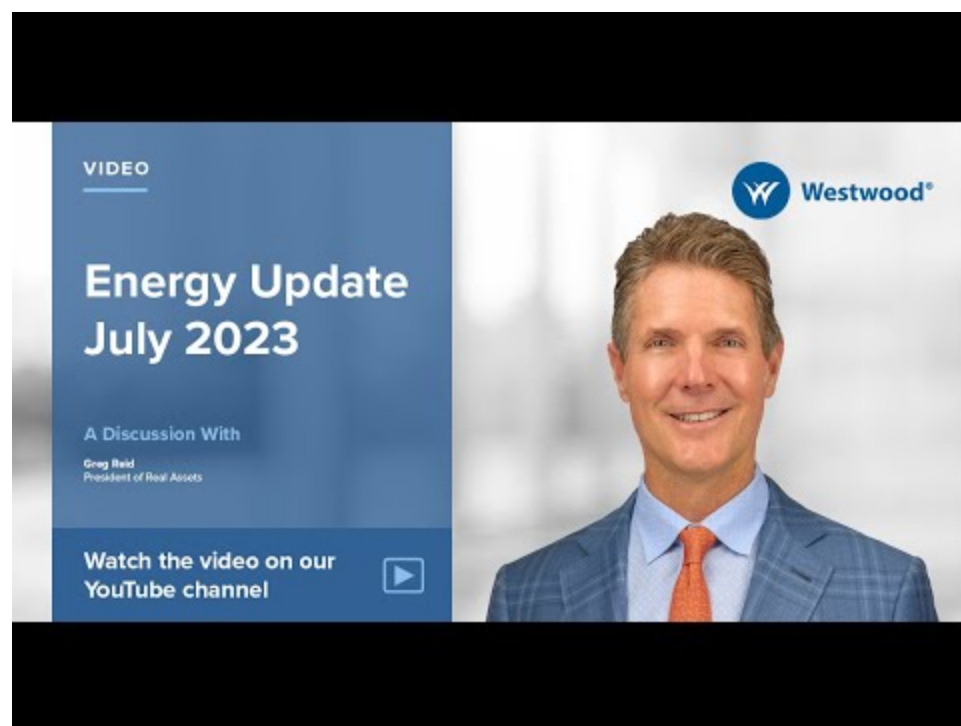 VIDEO
Westwood®
Energy Update
July 2023
A Discussion With
Greg Reid
President of Real Assets
Watch the video on our
YouTube channel